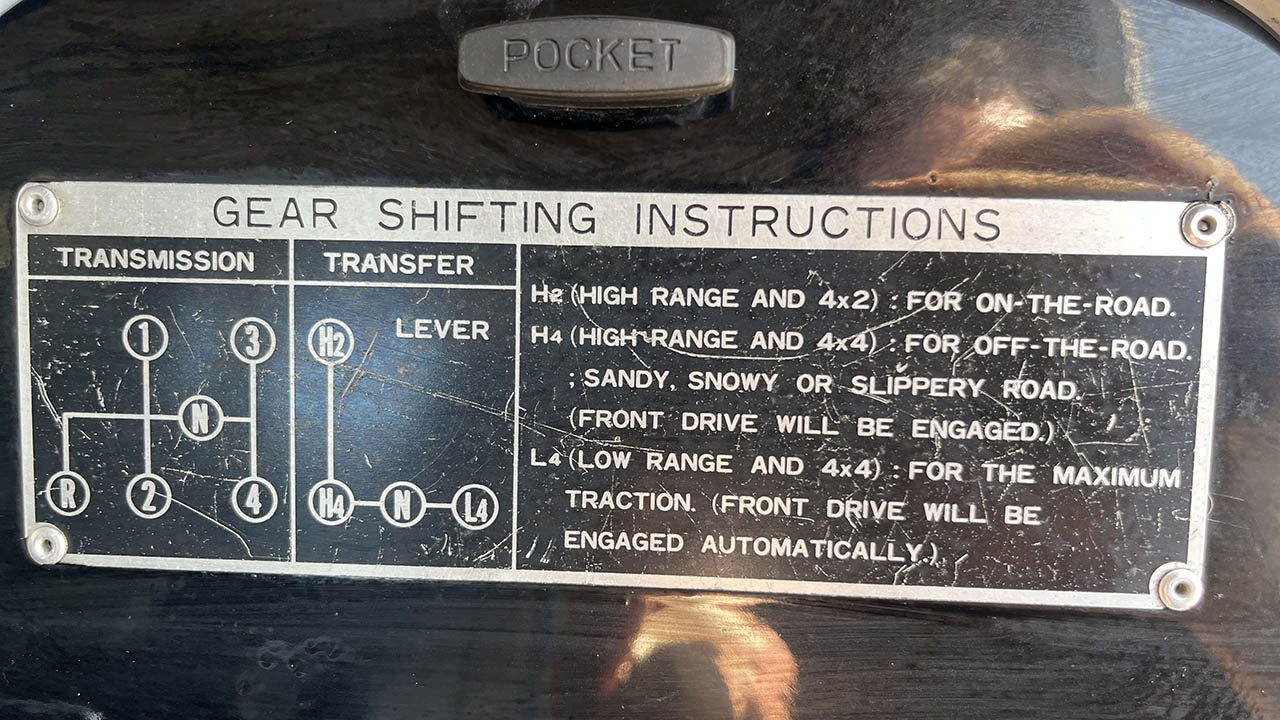 POCKET
GEAR SHIFTING INSTRUCTIONS
TRANSMISSION
1 3
N
R 2 4
TRANSFER
LEVER
H2
H4 N L4
H2 (HIGH RANGE AND 4x2) : FOR ON-THE-ROAD.
H4 (HIGH RANGE AND 4x4) : FOR OFF-THE-ROAD.
; SANDY, SNOWY OR SLIPPERY ROAD.
(FRONT DRIVE WILL BE ENGAGED.)
L4 (LOW RANGE AND 4x4) : FOR THE MAXIMUM
TRACTION. (FRONT DRIVE WILL BE
ENGAGED AUTOMATICALLY.)